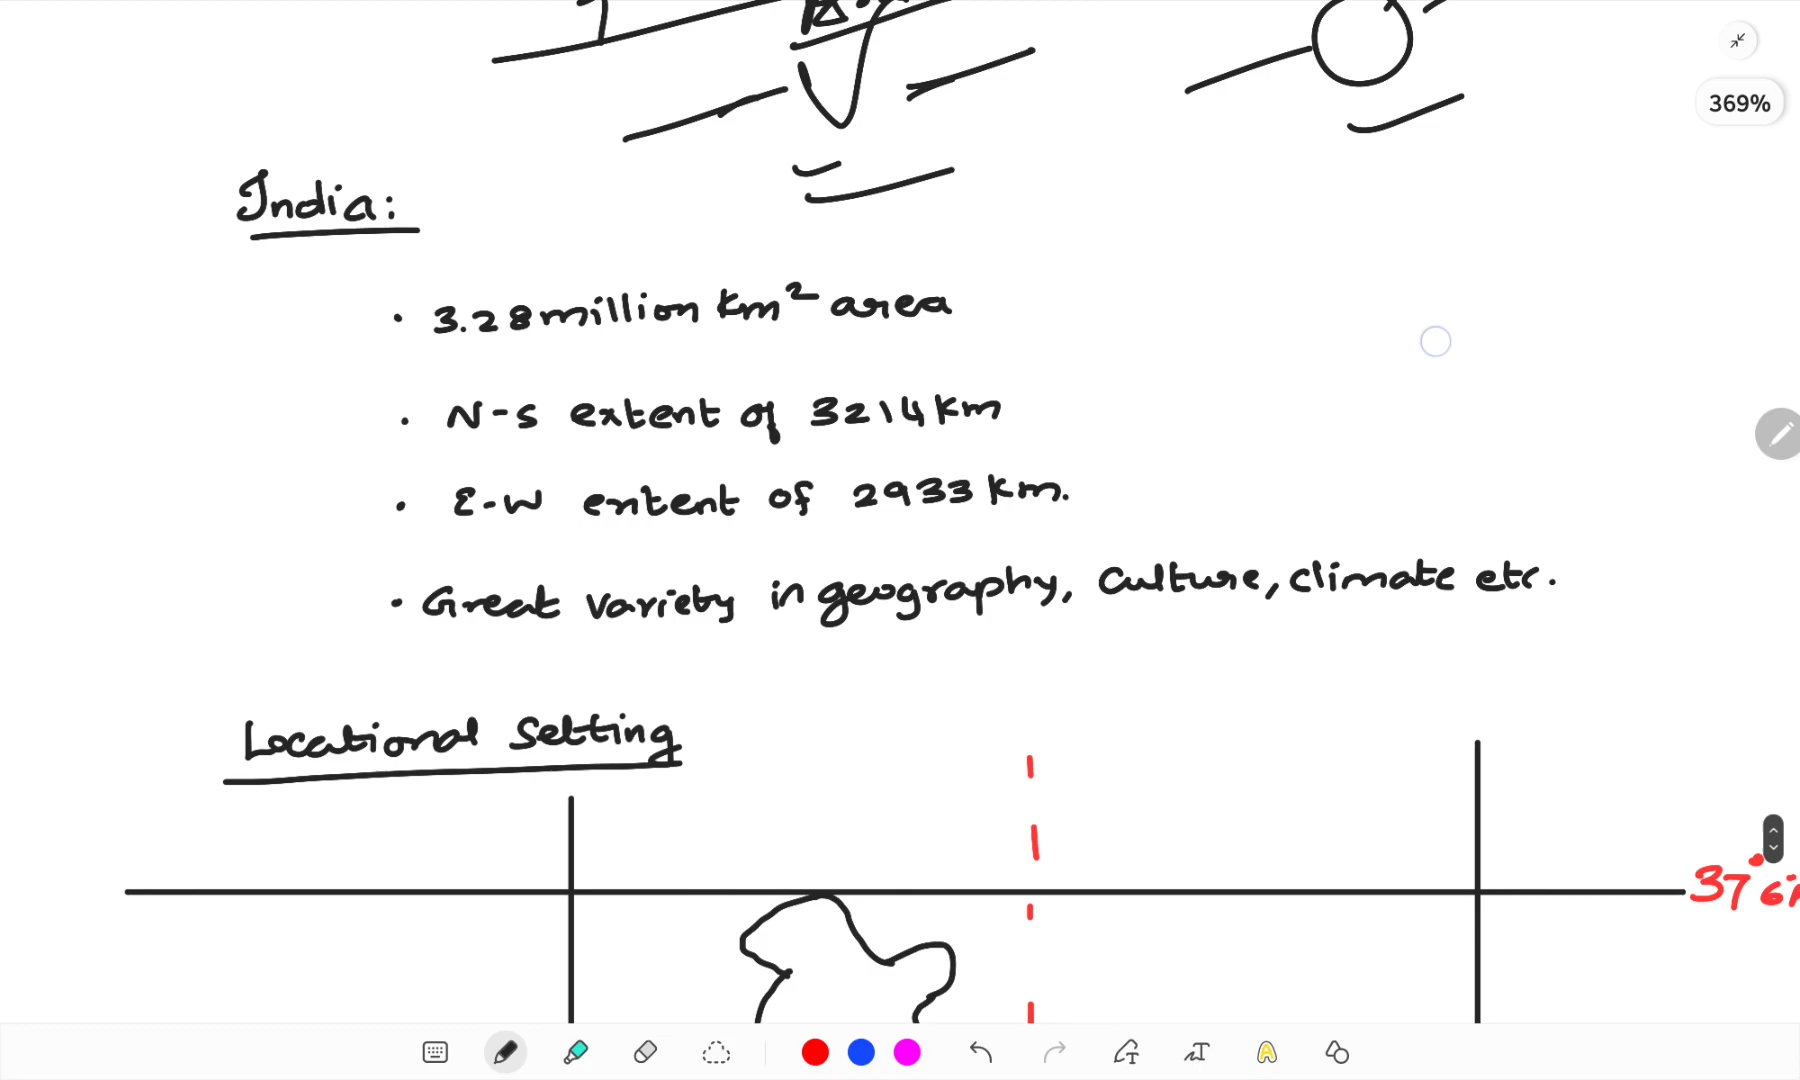 369%
India:
· 3.28 million Km² area
· N-S extent of 3214 Km
· E-W extent of 2933 Km.
· Great variety in geography, culture, climate etc.
Locational Setting
37°6'